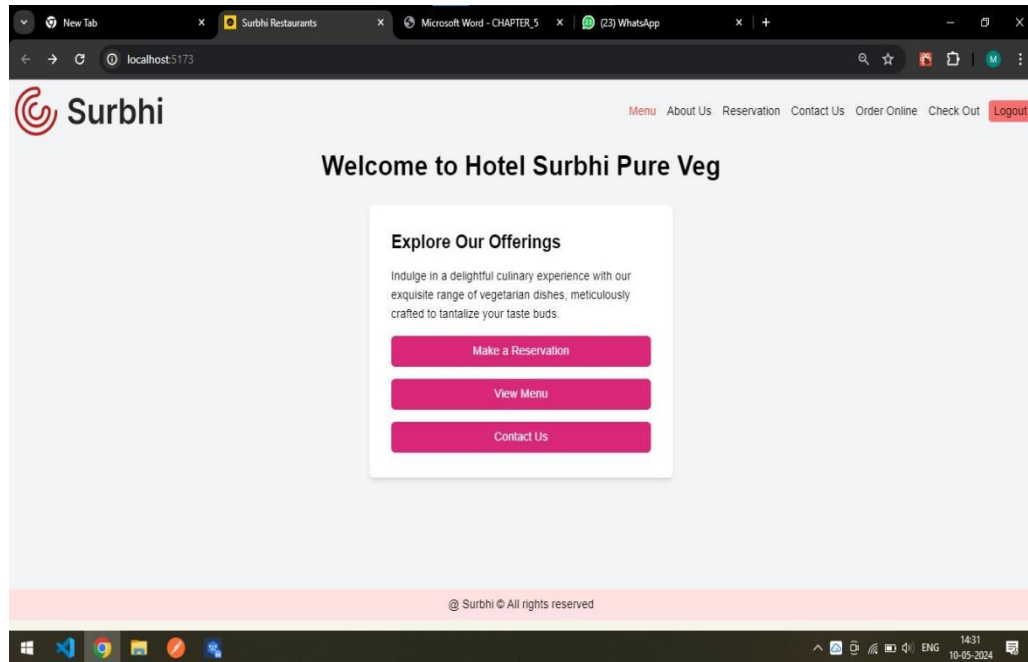 New Tab
Surbhi Restaurants
Microsoft Word - CHAPTER_5
(23) WhatsApp
localhost:5173
M
Surbhi
Menu About Us Reservation Contact Us Order Online Check Out Logout
Welcome to Hotel Surbhi Pure Veg
Explore Our Offerings
Indulge in a delightful culinary experience with our
exquisite range of vegetarian dishes, meticulously
crafted to tantalize your taste buds.
Make a Reservation
View Menu
Contact Us
@ Surbhi © All rights reserved
ENG
14:31
10-05-2024